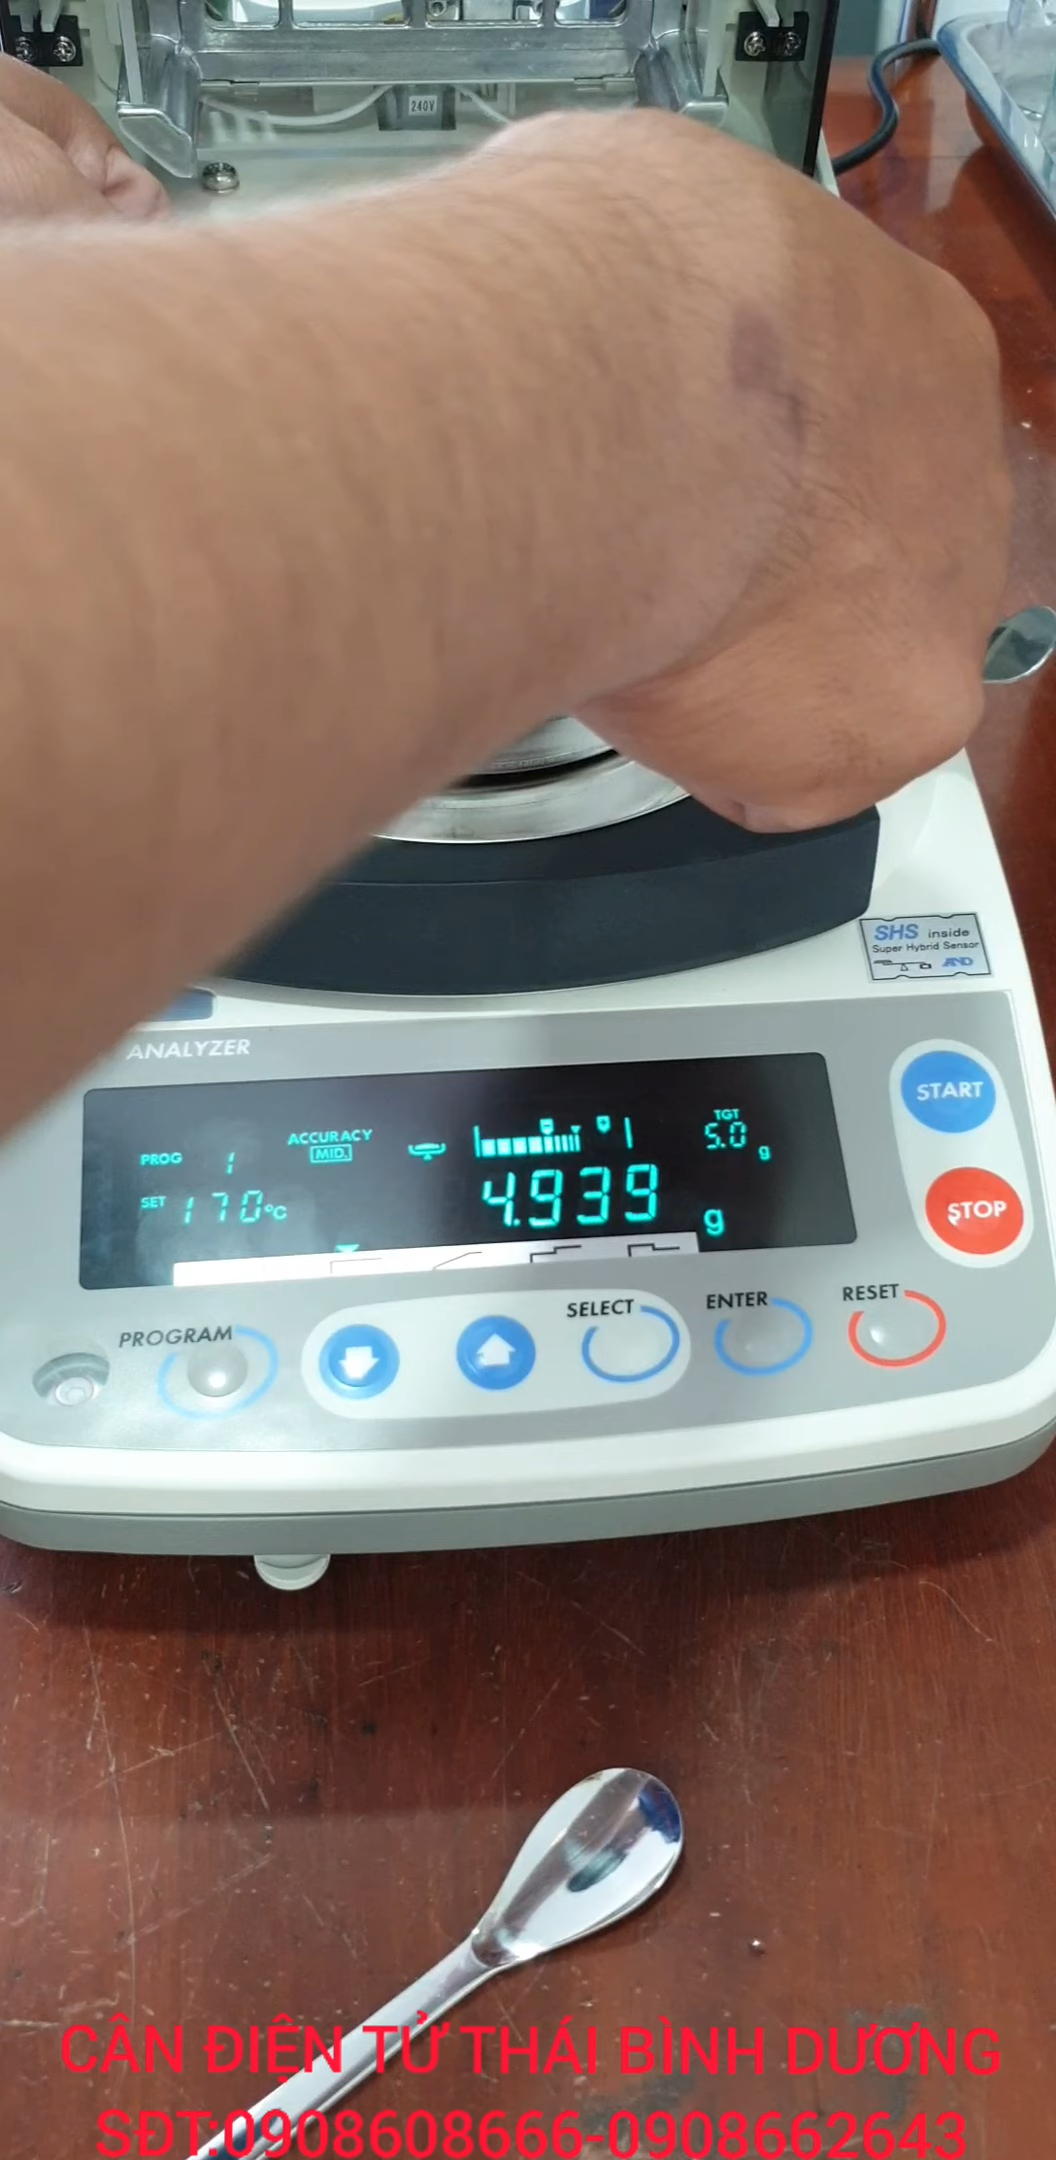 240V
SHS inside
Super Hybrid Sensor
AND
ANALYZER
START
STOP
PROG 1
ACCURACY
MID.
TGT
5.0 g
SET 170°C
4.939 g
PROGRAM
SELECT
ENTER
RESET
CÂN ĐIỆN TỬ THÁI BÌNH DƯƠNG
SĐT:0908608666-0908662643